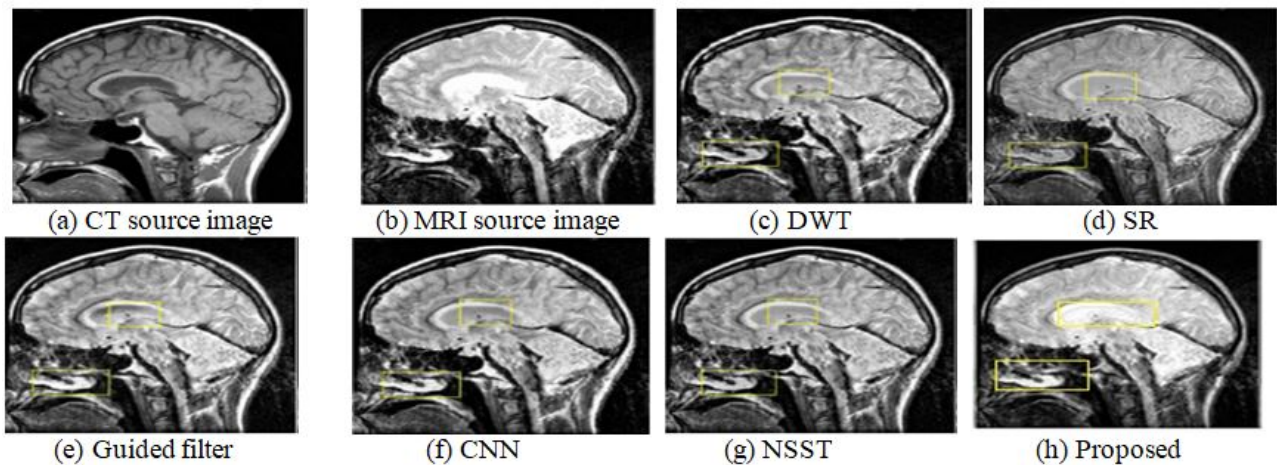 (a) CT source image
(b) MRI source image
(c) DWT
(d) SR
(e) Guided filter
(f) CNN
(g) NSST
(h) Proposed